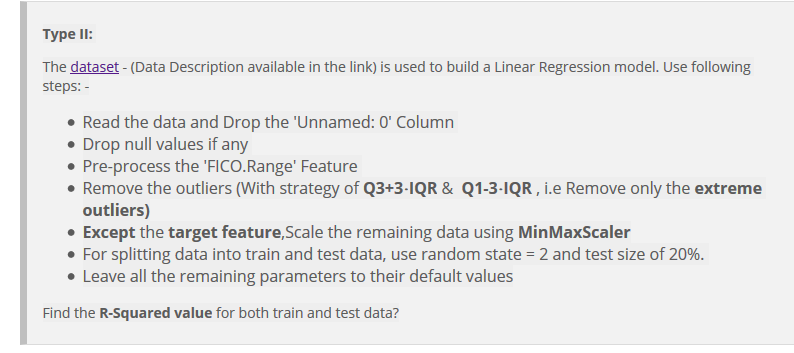 Type II:
The dataset - (Data Description available in the link) is used to build a Linear Regression model. Use following
steps: -
• Read the data and Drop the 'Unnamed: 0' Column
• Drop null values if any
• Pre-process the 'FICO.Range' Feature
• Remove the outliers (With strategy of Q3+3·IQR & Q1-3·IQR , i.e Remove only the extreme
outliers)
• Except the target feature,Scale the remaining data using MinMaxScaler
• For splitting data into train and test data, use random state = 2 and test size of 20%.
• Leave all the remaining parameters to their default values
Find the R-Squared value for both train and test data?